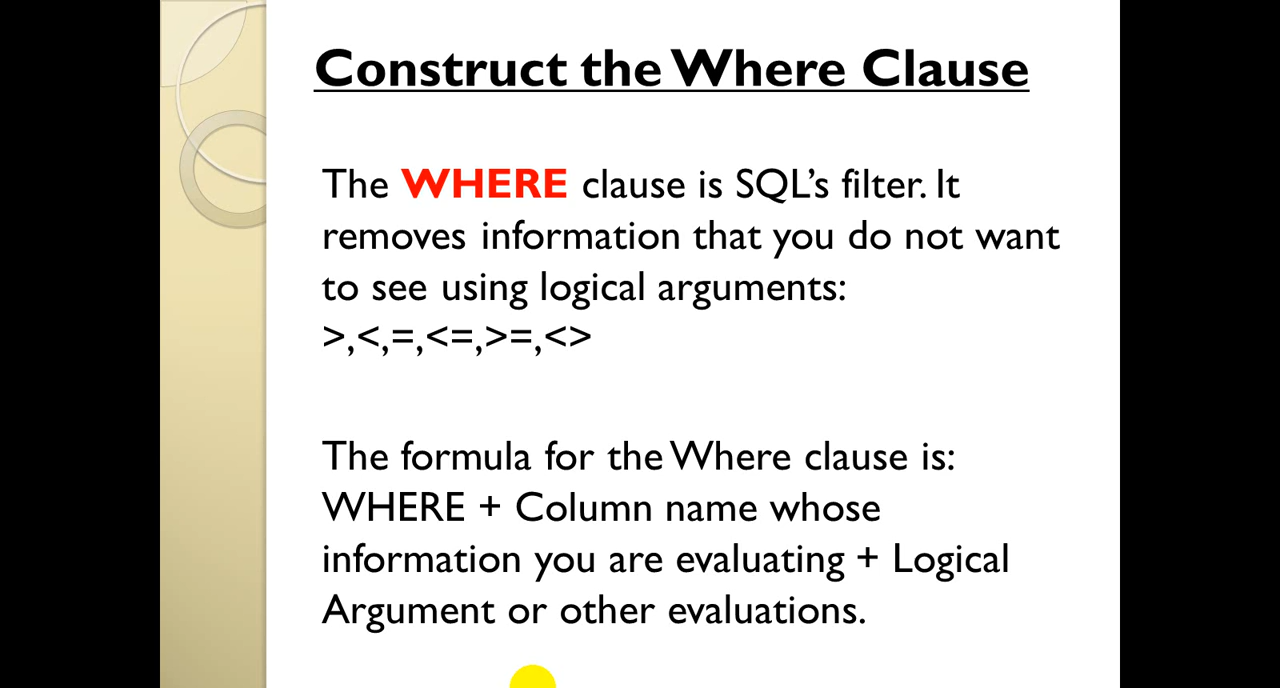 Construct the Where Clause
The WHERE clause is SQL’s filter. It
removes information that you do not want
to see using logical arguments:
>,<,=,<=,>=,<>
The formula for the Where clause is:
WHERE + Column name whose
information you are evaluating + Logical
Argument or other evaluations.